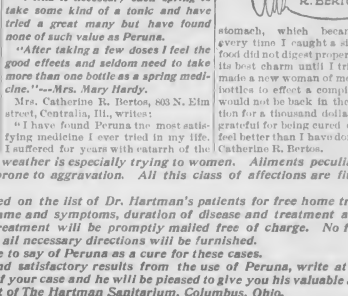 take some kind of a tonic and have
tried a great many but have found
none of such value as Peruna.
"After taking a few doses I feel the
good effects and seldom need to take
more than one bottle as a spring medi-
cine."---Mrs. Mary Hardy.
Mrs. Catherine R. Bertos, 803 N. Elm
street, Centralia, Ill., writes:
"I have found Peruna the most satis-
fying medicine I ever tried in my life.
I suffered for years with catarrh of the
R. BERTO
stomach, which becam
every time I caught a sl
food did not digest proper
its best charm until I tri
made a new woman of me
bottles to effect a compl
would not be back in the
tion for a thousand dolla
grateful for being cured
feel better than I have do
Catherine R. Bertos.
weather is especially trying to women. Ailments peculi
prone to aggravation. All this class of affections are fi
ed on the list of Dr. Hartman's patients for free home tr
ame and symptoms, duration of disease and treatment a
reatment will be promptly mailed free of charge. No f
all necessary directions will be furnished.
e to say of Peruna as a cure for these cases.
nd satisfactory results from the use of Peruna, write at
f your case and he will be pleased to give you his valuable
t of The Hartman Sanitarium, Columbus, Ohio.